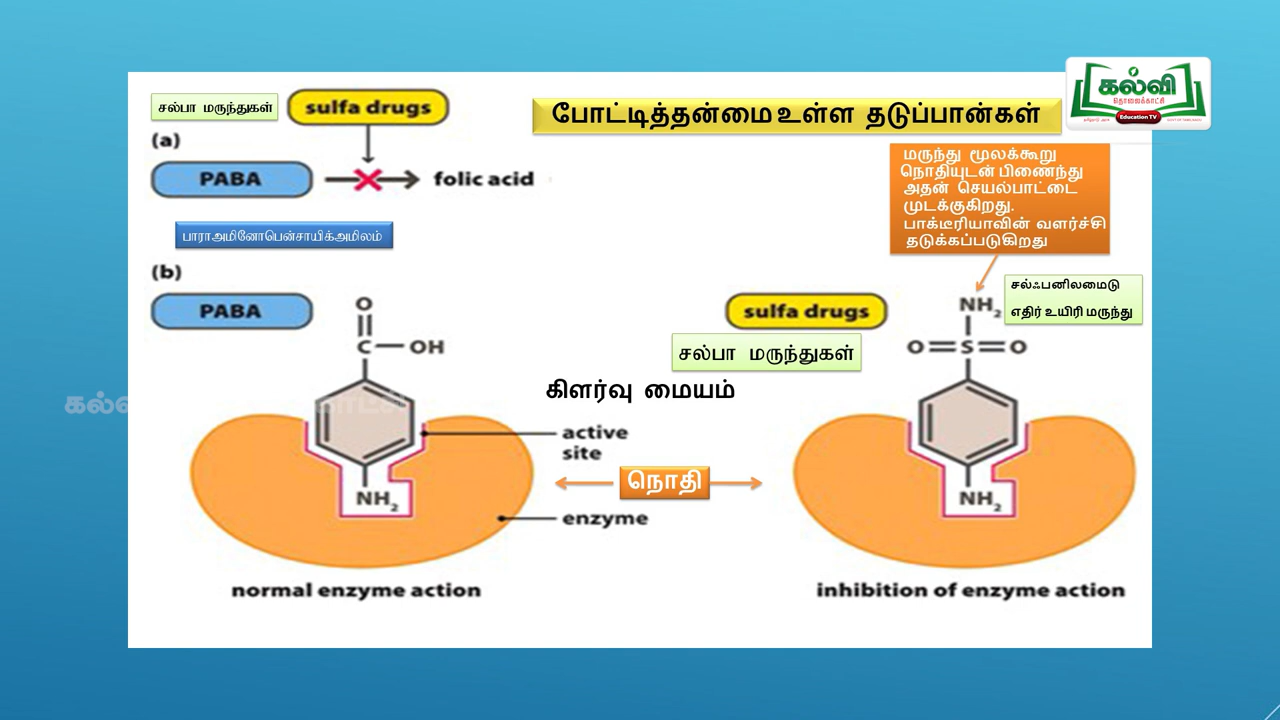 சல்பா மருந்துகள்
sulfa drugs
போட்டித்தன்மை உள்ள தடுப்பான்கள்
கல்வி
தொலைக்காட்சி
Education TV
(a)
PABA
folic acid
மருந்து மூலக்கூறு
நொதியுடன் பிணைந்து
அதன் செயல்பாட்டை
முடக்குகிறது.
பாக்டீரியாவின் வளர்ச்சி
தடுக்கப்படுகிறது
பாராஅமினோபென்சாயிக்அமிலம்
(b)
PABA
O
C OH
NH2
sulfa drugs
சல்பா மருந்துகள்
NH2
சல்ஃபனிலமைடு
எதிர் உயிரி மருந்து
O S O
NH2
கிளர்வு மையம்
active
site
நொதி
enzyme
normal enzyme action
inhibition of enzyme action